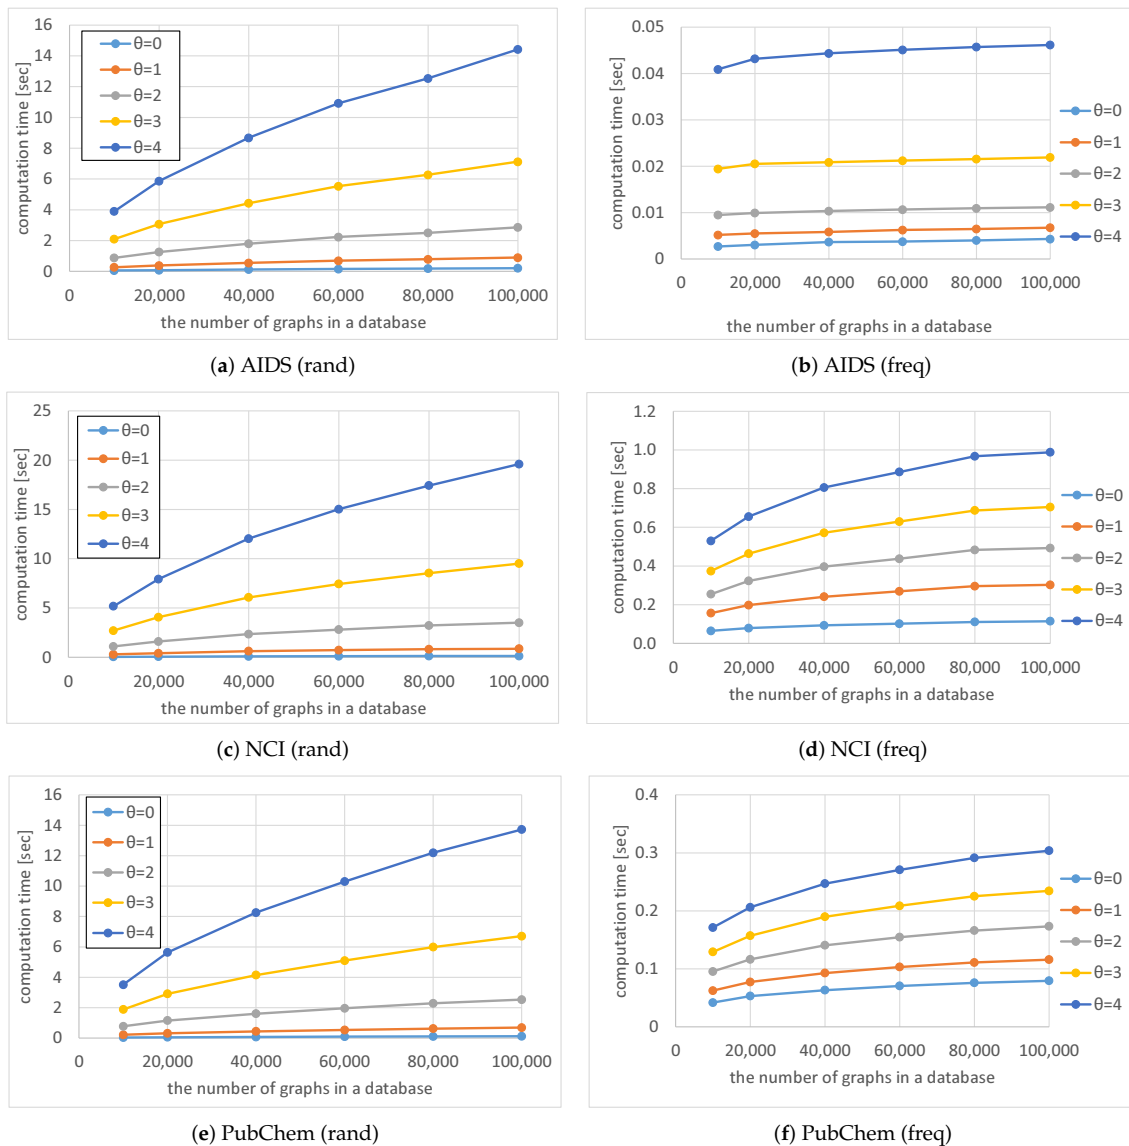 16
14
12
10
8
6
4
2
0
computation time [sec]
θ=0
θ=1
θ=2
θ=3
θ=4
0
20,000
40,000
60,000
80,000
100,000
the number of graphs in a database
(a) AIDS (rand)
0.05
0.04
0.03
0.02
0.01
0
computation time [sec]
θ=0
θ=1
θ=2
θ=3
θ=4
0
20,000
40,000
60,000
80,000
100,000
the number of graphs in a database
(b) AIDS (freq)
25
20
15
10
5
0
computation time [sec]
θ=0
θ=1
θ=2
θ=3
θ=4
0
20,000
40,000
60,000
80,000
100,000
the number of graphs in a database
(c) NCI (rand)
1.2
1.0
0.8
0.6
0.4
0.2
0.0
computation time [sec]
θ=0
θ=1
θ=2
θ=3
θ=4
0
20,000
40,000
60,000
80,000
100,000
the number of graphs in a database
(d) NCI (freq)
16
14
12
10
8
6
4
2
0
computation time [sec]
θ=0
θ=1
θ=2
θ=3
θ=4
0
20,000
40,000
60,000
80,000
100,000
the number of graphs in a database
(e) PubChem (rand)
0.4
0.3
0.2
0.1
0
computation time [sec]
θ=0
θ=1
θ=2
θ=3
θ=4
0
20,000
40,000
60,000
80,000
100,000
the number of graphs in a database
(f) PubChem (freq)